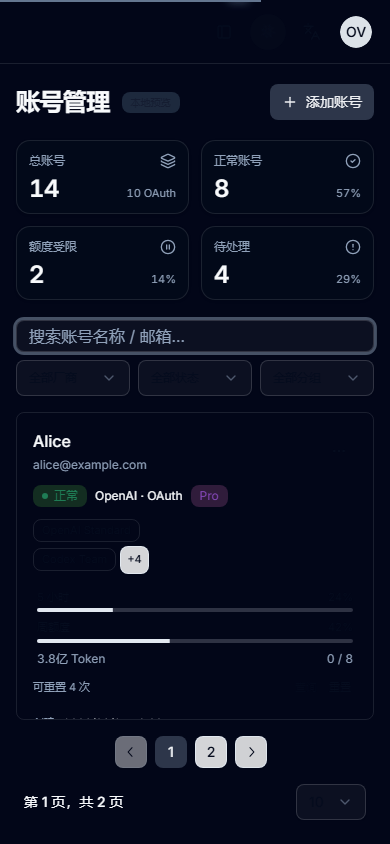 OV
账号管理
添加账号
总账号
14
10 OAuth
正常账号
8
57%
额度受限
2
14%
待处理
4
29%
搜索账号名称 / 邮箱...
Alice
alice@example.com
正常 OpenAI · OAuth Pro
+4
3.8亿 Token 0 / 8
可重置 4 次
1 2
第 1 页，共 2 页
10